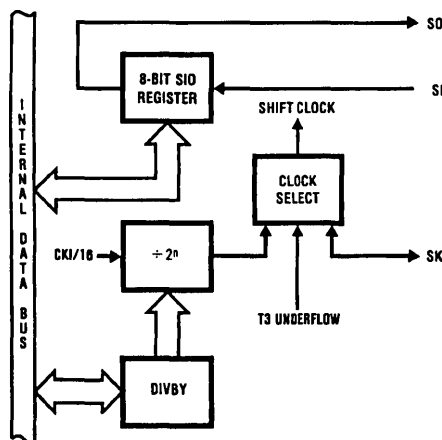 SO
8-BIT SIO
REGISTER
SI
SHIFT CLOCK
INTERNAL DATA BUS
CLOCK
SELECT
CKI/16
÷ 2ⁿ
SK
T3 UNDERFLOW
DIVBY